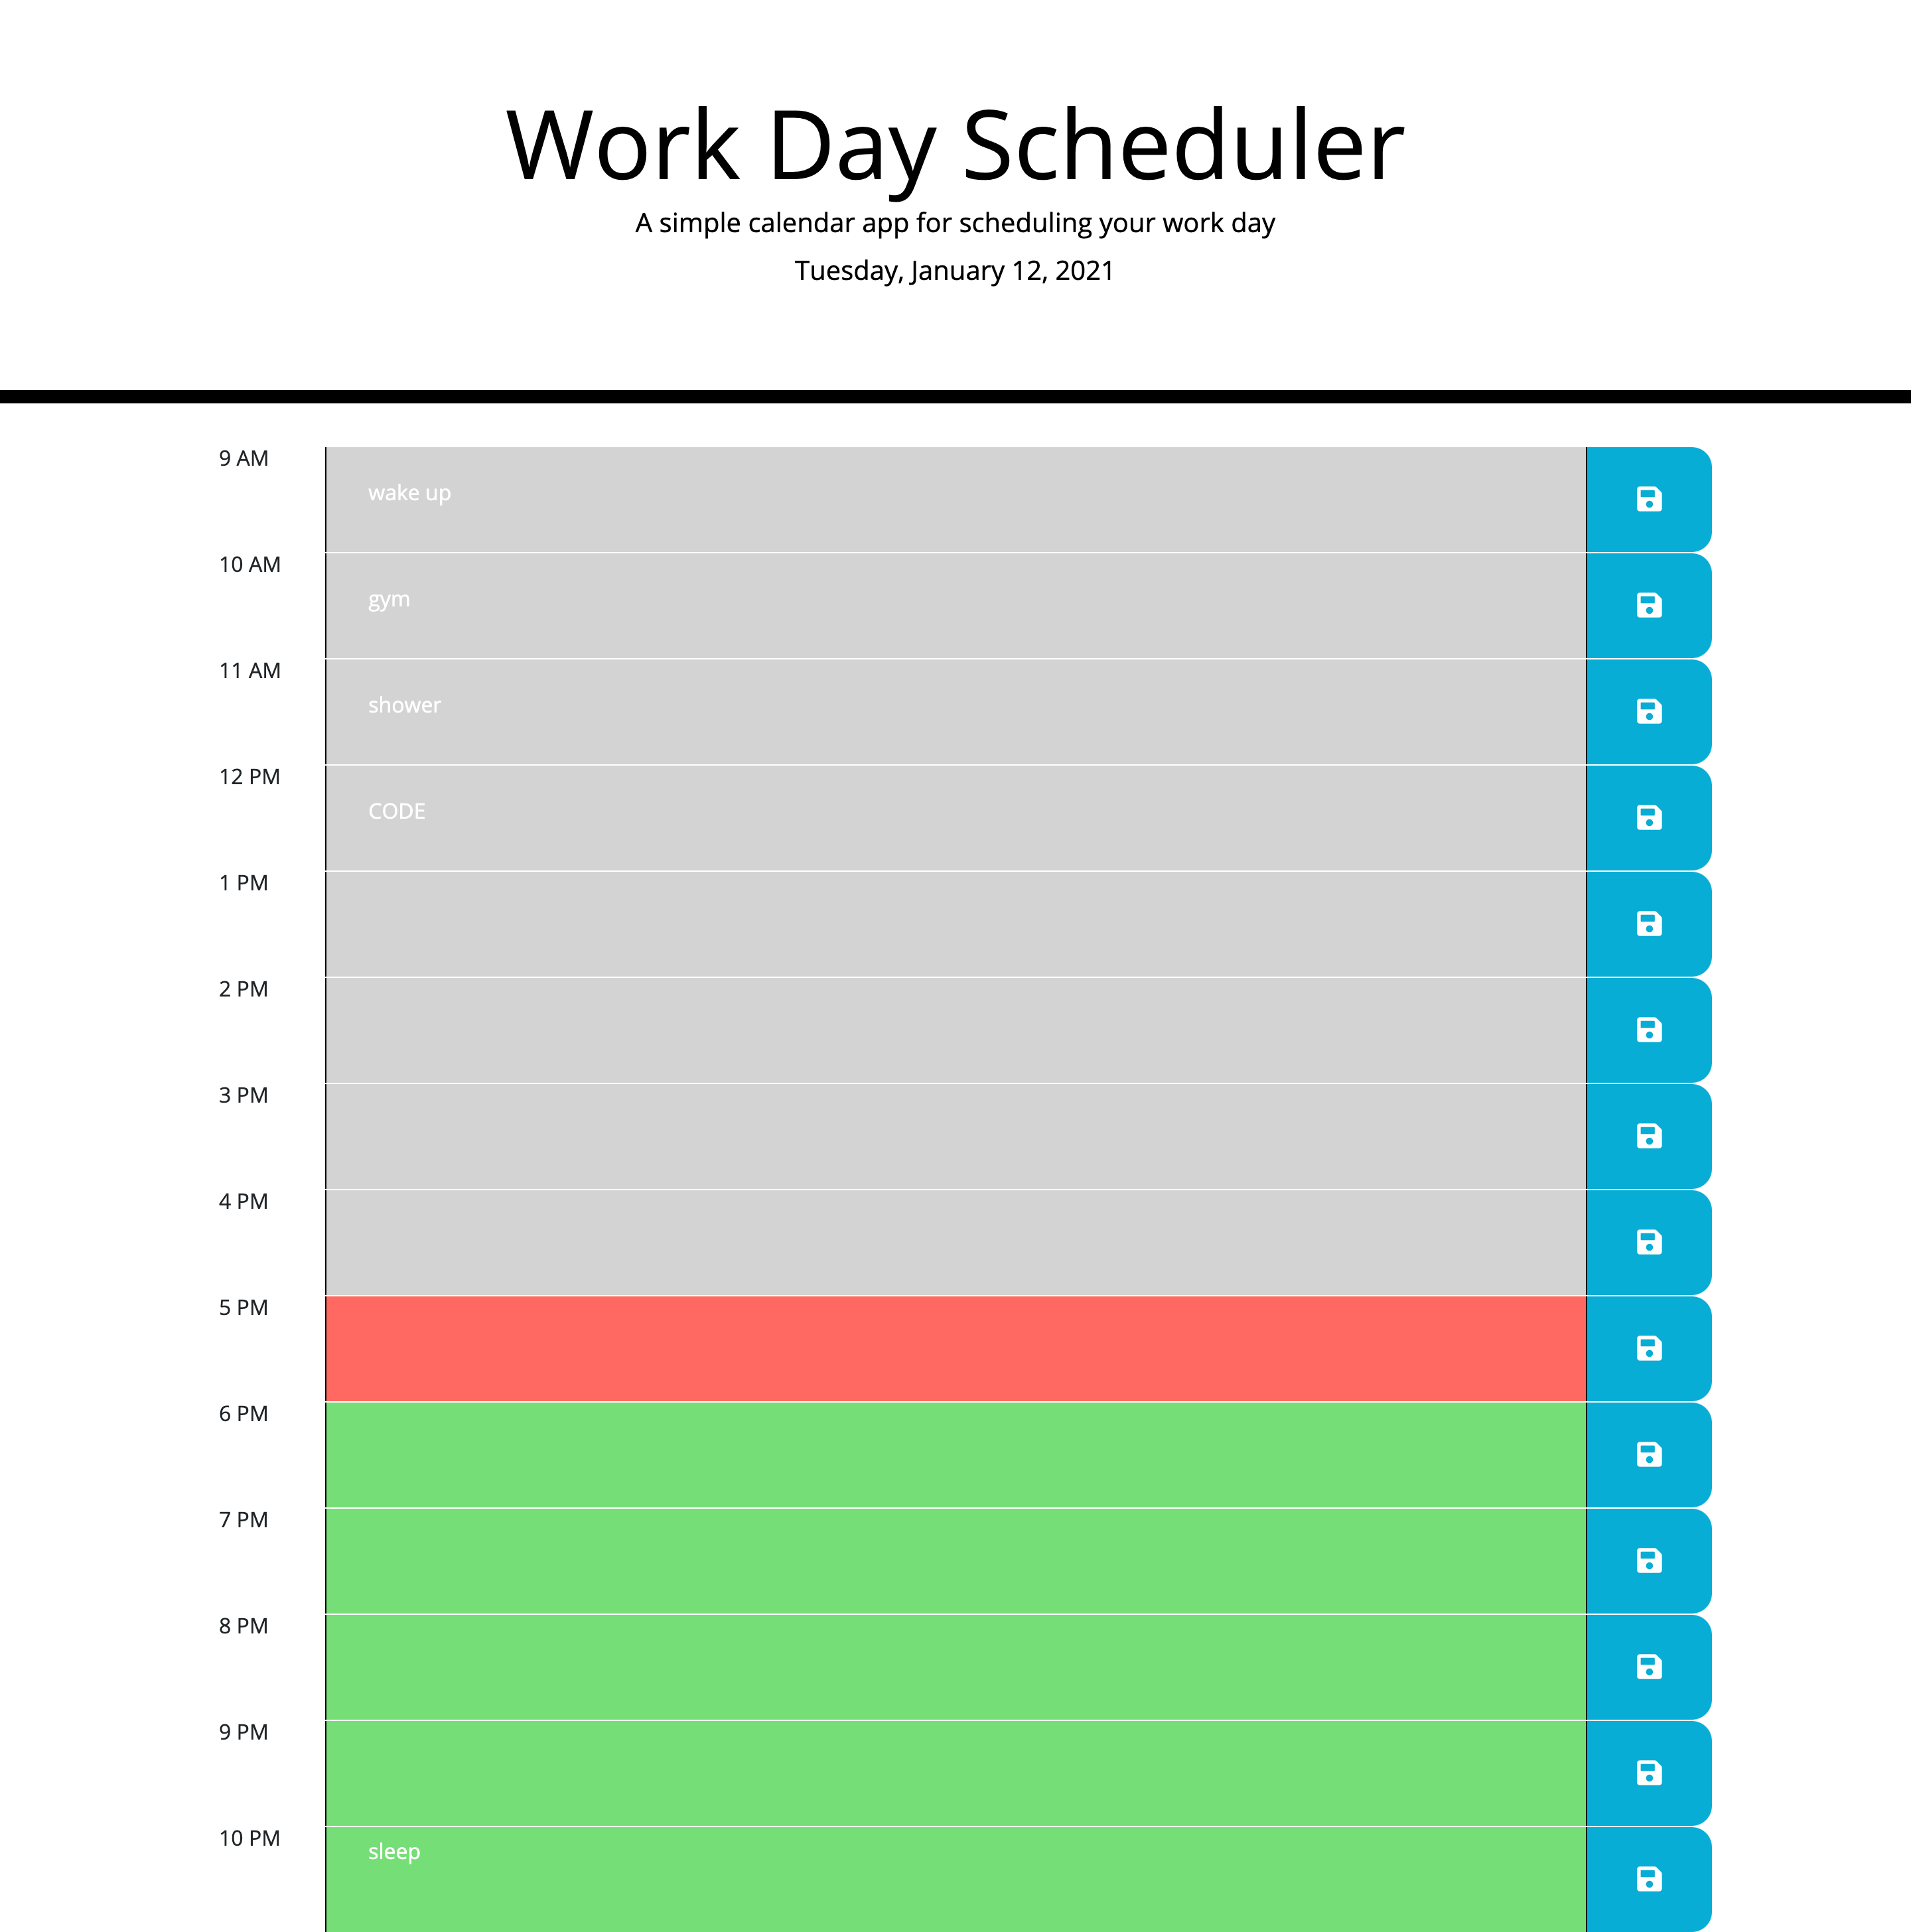 Work Day Scheduler
A simple calendar app for scheduling your work day
Tuesday, January 12, 2021
9 AM
wake up
10 AM
gym
11 AM
shower
12 PM
CODE
1 PM
2 PM
3 PM
4 PM
5 PM
6 PM
7 PM
8 PM
9 PM
10 PM
sleep